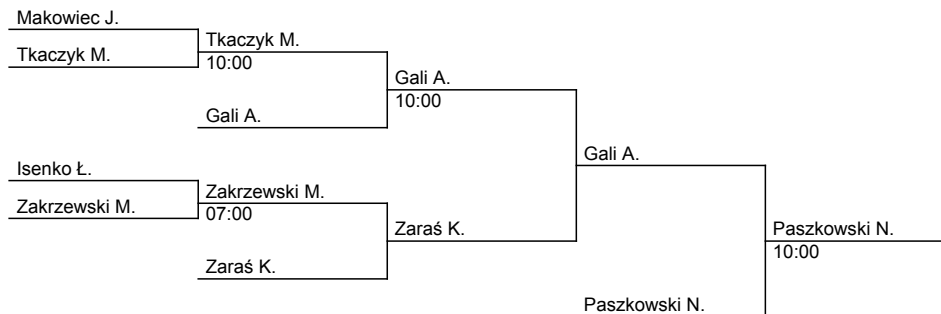 Makowiec J.
Tkaczyk M.
Tkaczyk M.
10:00
Gali A.
Gali A.
10:00
Isenko Ł.
Zakrzewski M.
Zakrzewski M.
07:00
Zaraś K.
Zaraś K.
Gali A.
Paszkowski N.
Paszkowski N.
10:00